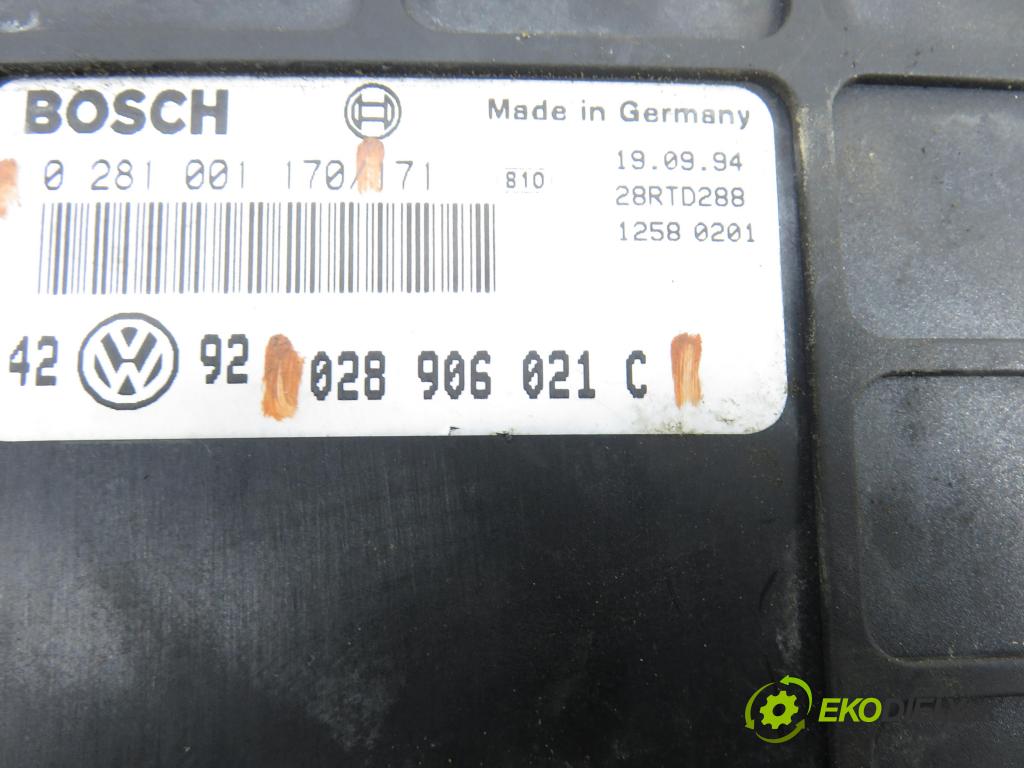 BOSCH
Made in Germany
0 281 001 170/171
810
19.09.94
28RTD288
1258 0201
42 VW 92 028 906 021 C